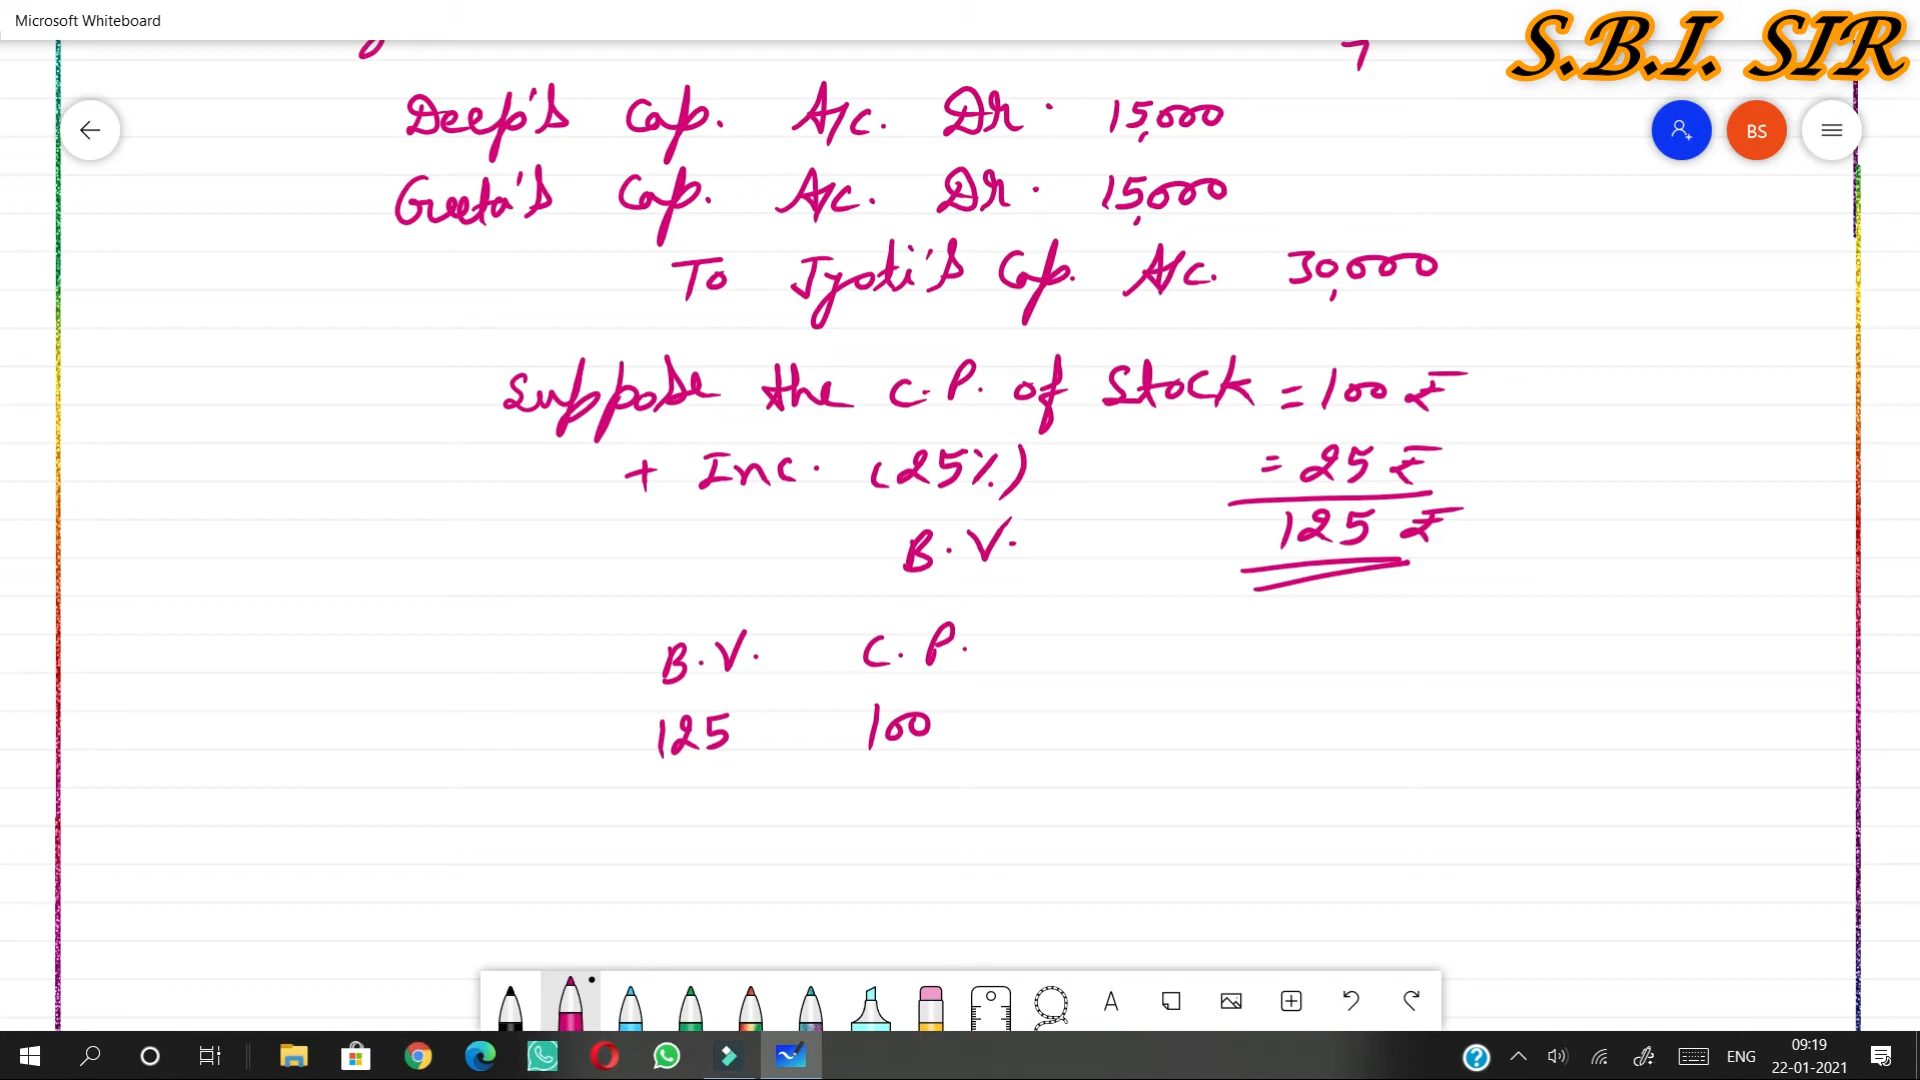 Microsoft Whiteboard
S.B.I. SIR
BS
Deep's Cap. A/c. Dr. 15,000
Geeta's Cap. A/c. Dr. 15,000
To Jyoti's Cap. A/c. 30,000
Suppose the C.P. of Stock = 100 ₹
+ Inc. (25%) = 25 ₹
B.V. 125 ₹
B.V. C.P.
125 100
A
ENG
09:19
22-01-2021